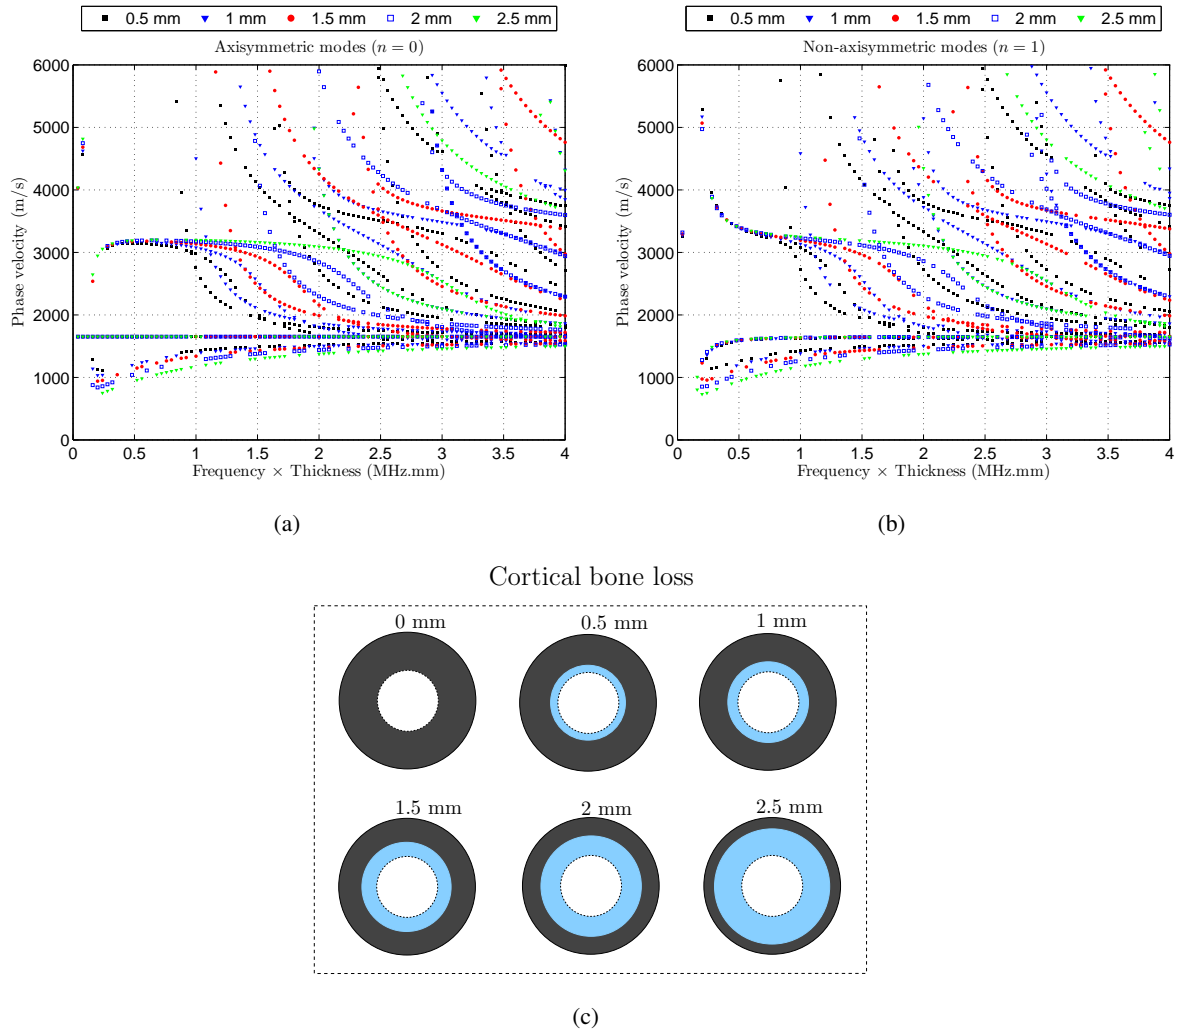 0.5 mm 1 mm 1.5 mm 2 mm 2.5 mm
Axisymmetric modes (n = 0)
6000
5000
4000
3000
2000
1000
0
Phase velocity (m/s)
0 0.5 1 1.5 2 2.5 3 3.5 4
Frequency × Thickness (MHz.mm)
(a)
0.5 mm 1 mm 1.5 mm 2 mm 2.5 mm
Non-axisymmetric modes (n = 1)
6000
5000
4000
3000
2000
1000
0
Phase velocity (m/s)
0 0.5 1 1.5 2 2.5 3 3.5 4
Frequency × Thickness (MHz.mm)
(b)
Cortical bone loss
0 mm 0.5 mm 1 mm
1.5 mm 2 mm 2.5 mm
(c)